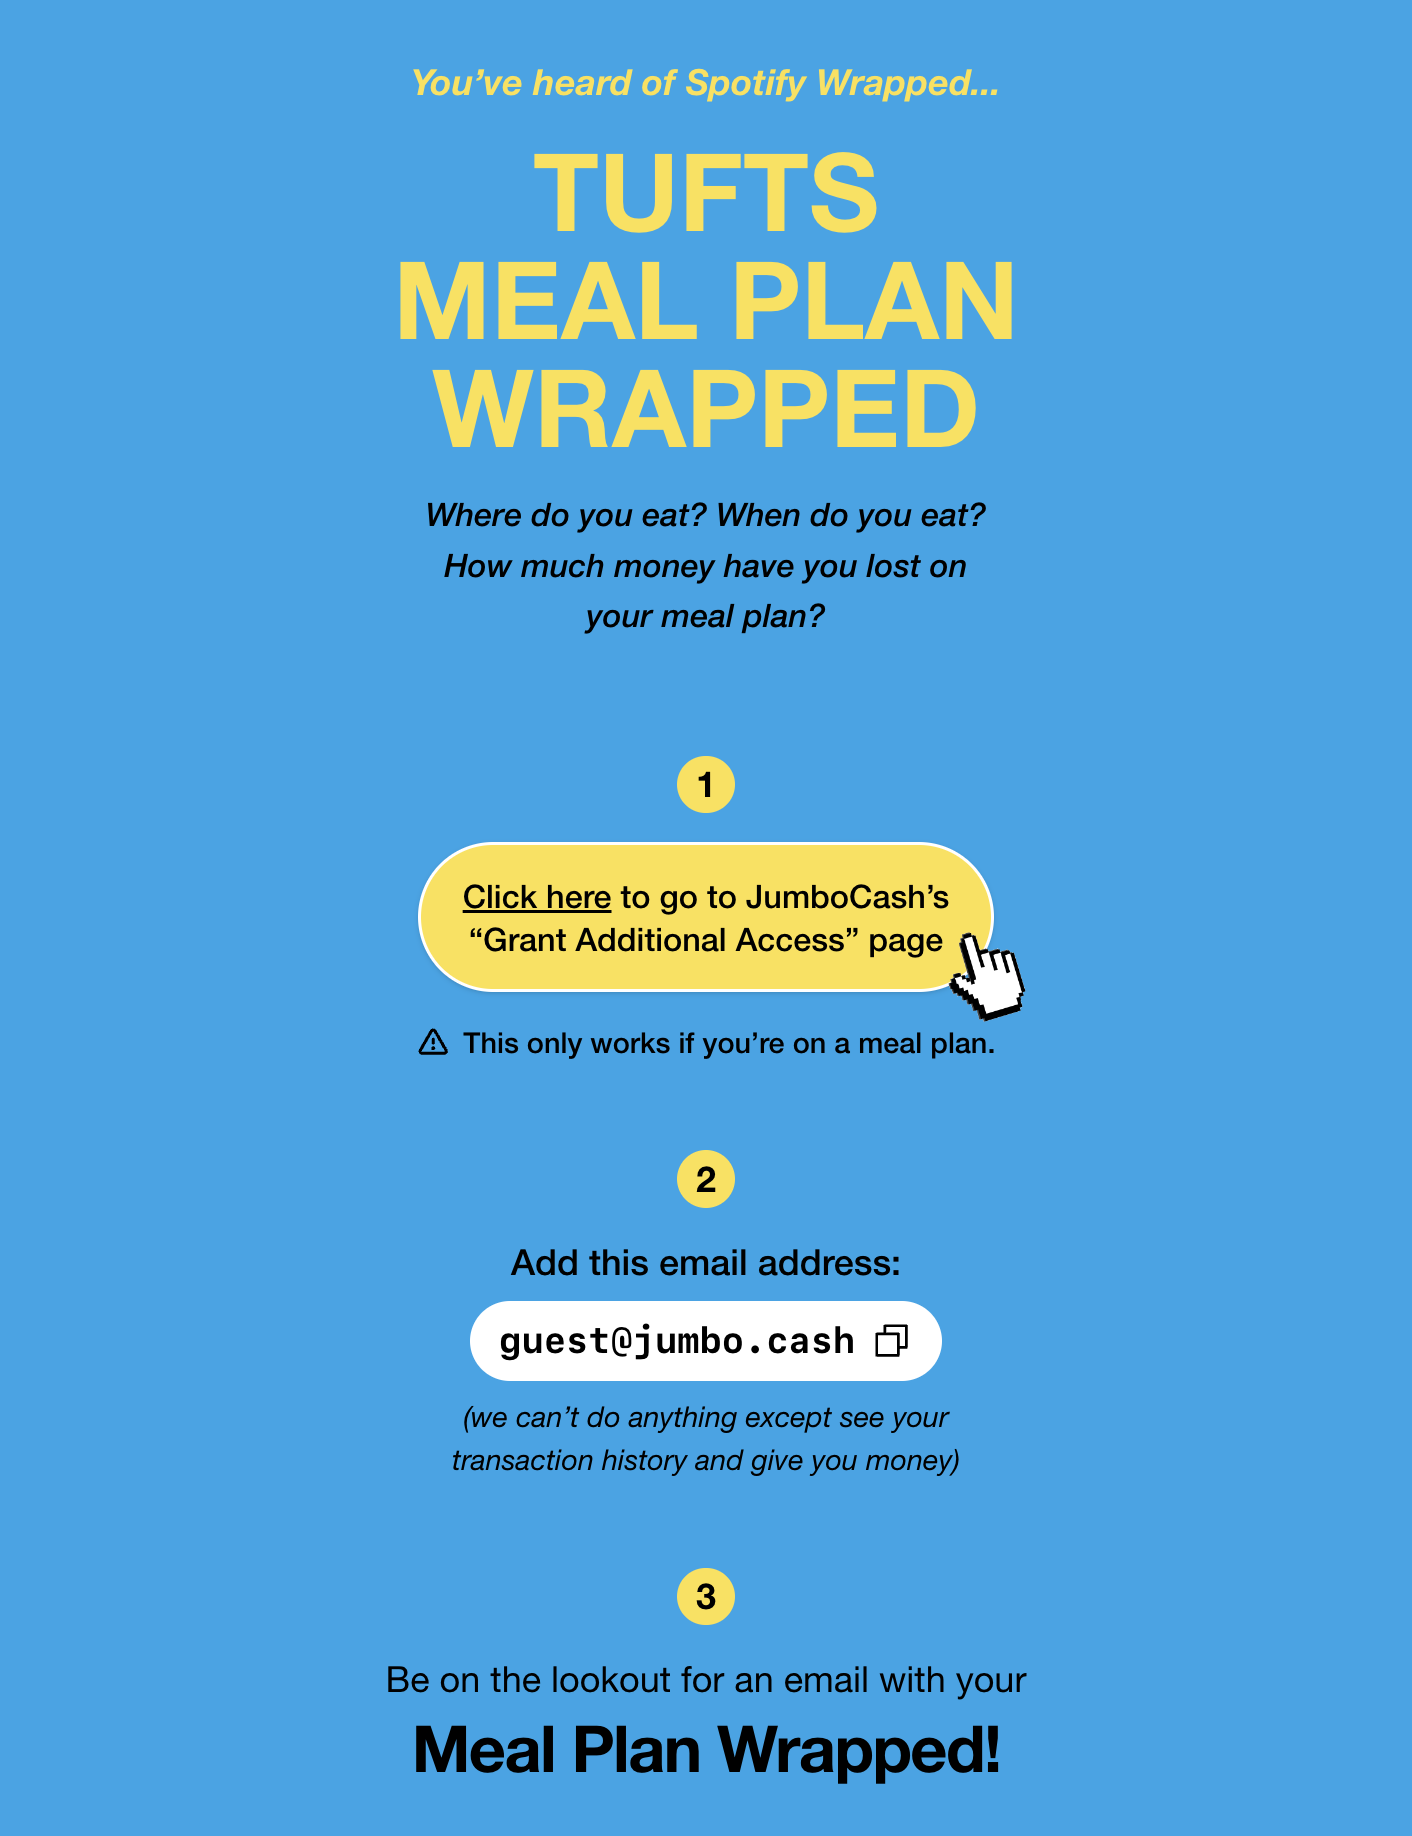 You’ve heard of Spotify Wrapped...
TUFTS
MEAL PLAN
WRAPPED
Where do you eat? When do you eat?
How much money have you lost on
your meal plan?
1
Click here to go to JumboCash’s
“Grant Additional Access” page
This only works if you’re on a meal plan.
2
Add this email address:
guest@jumbo.cash
(we can’t do anything except see your
transaction history and give you money)
3
Be on the lookout for an email with your
Meal Plan Wrapped!